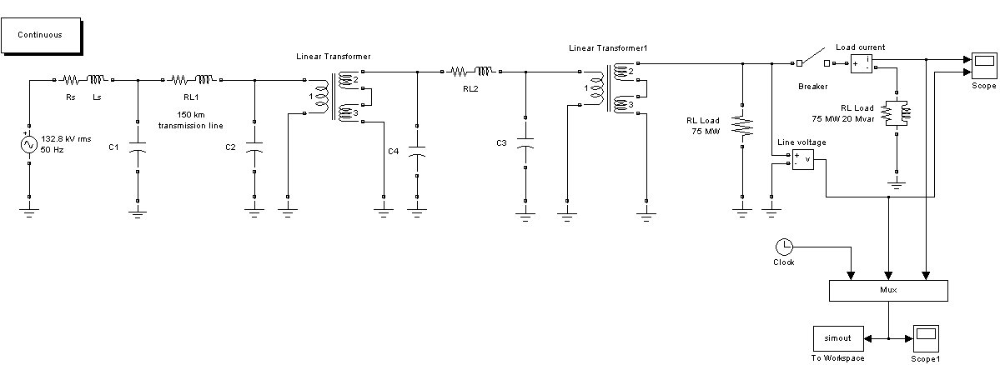 Continuous
Linear Transformer
Linear Transformer1
Load current
Rs
Ls
RL1
150 km
transmission line
1
2
3
RL2
1
2
3
+
i
-
Breaker
Scope
+
132.8 kV rms
50 Hz
C1
C2
C4
C3
RL Load
75 MW
RL Load
75 MW 20 Mvar
Line voltage
+
-
v
Clock
Mux
simout
To Workspace
Scope1